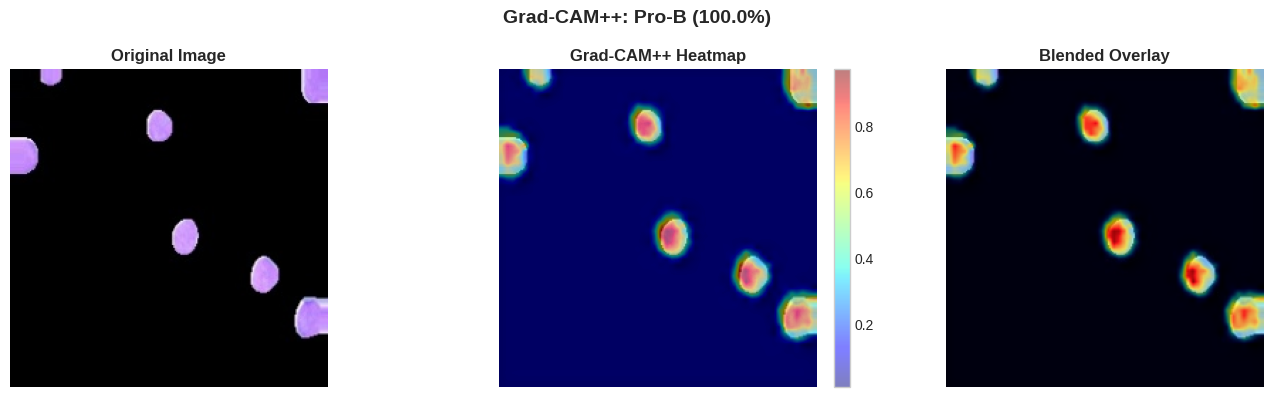 Grad-CAM++: Pro-B (100.0%)
Original Image
Grad-CAM++ Heatmap
Blended Overlay
0.8
0.6
0.4
0.2